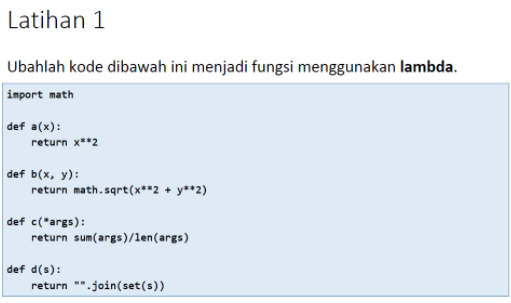 Latihan 1
Ubahlah kode dibawah ini menjadi fungsi menggunakan lambda.
import math
def a(x):
    return x**2
def b(x, y):
    return math.sqrt(x**2 + y**2)
def c(*args):
    return sum(args)/len(args)
def d(s):
    return "".join(set(s))